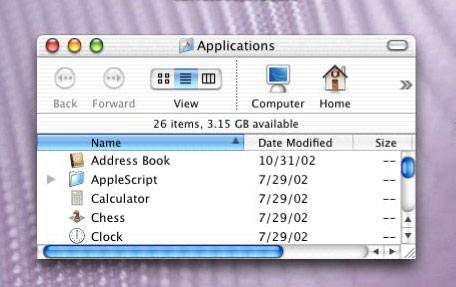 Applications
Back Forward View Computer Home
26 items, 3.15 GB available
Name Date Modified Size
Address Book 10/31/02 --
AppleScript 7/29/02 --
Calculator 7/29/02 --
Chess 7/29/02 --
Clock 7/29/02 --